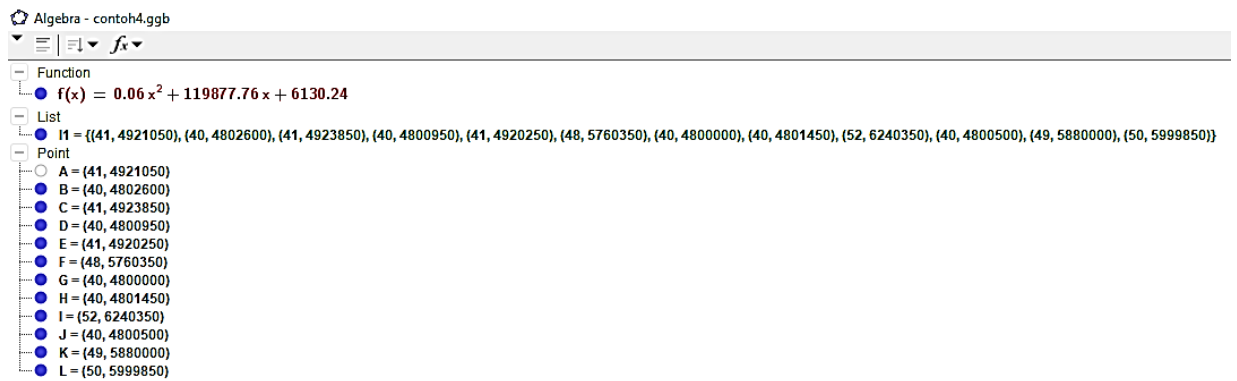 Algebra - contoh4.ggb
fx
Function
f(x) = 0.06 x² + 119877.76 x + 6130.24
List
l1 = {(41, 4921050), (40, 4802600), (41, 4923850), (40, 4800950), (41, 4920250), (48, 5760350), (40, 4800000), (40, 4801450), (52, 6240350), (40, 4800500), (49, 5880000), (50, 5999850)}
Point
A = (41, 4921050)
B = (40, 4802600)
C = (41, 4923850)
D = (40, 4800950)
E = (41, 4920250)
F = (48, 5760350)
G = (40, 4800000)
H = (40, 4801450)
I = (52, 6240350)
J = (40, 4800500)
K = (49, 5880000)
L = (50, 5999850)